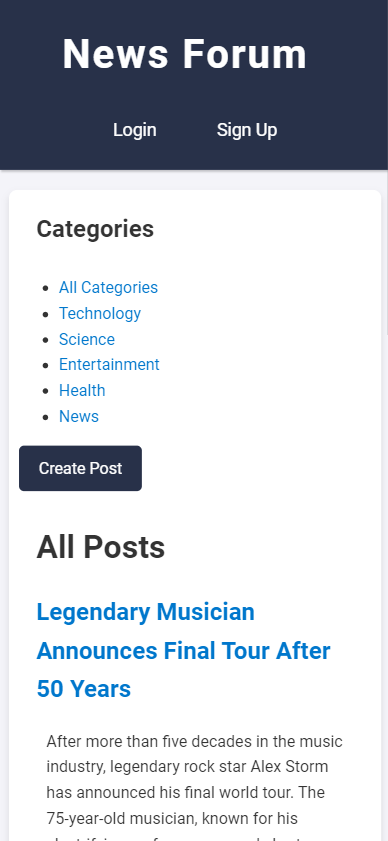 News Forum
Login Sign Up
Categories
All Categories
Technology
Science
Entertainment
Health
News
Create Post
All Posts
Legendary Musician
Announces Final Tour After
50 Years
After more than five decades in the music
industry, legendary rock star Alex Storm
has announced his final world tour. The
75-year-old musician, known for his